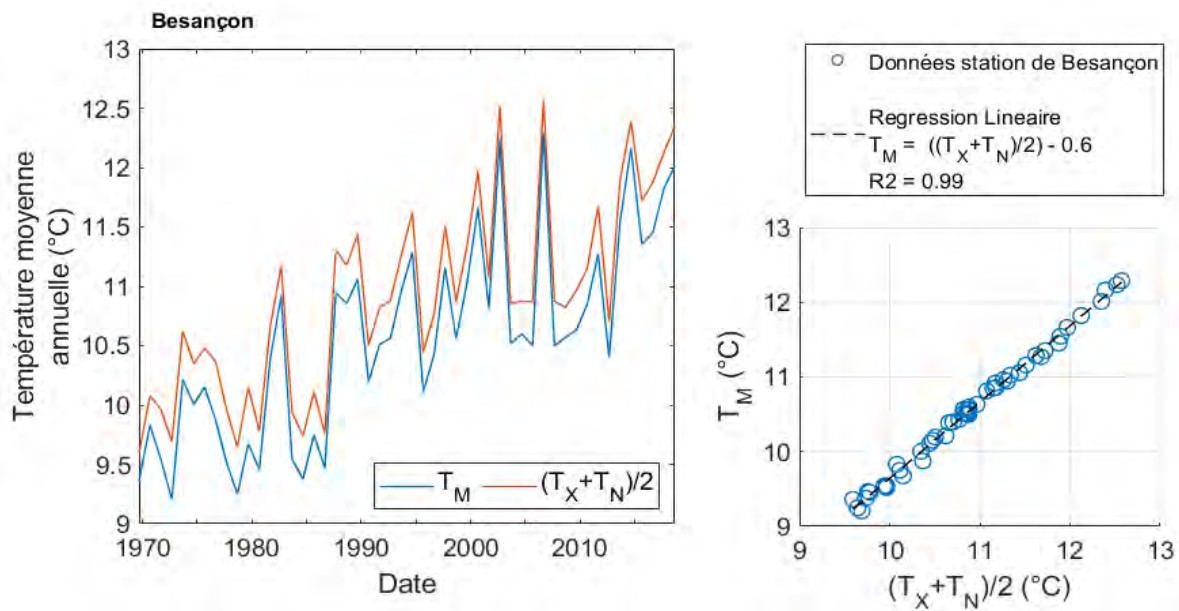 Besançon
13
12.5
12
11.5
11
10.5
10
9.5
9
Température moyenne
annuelle (°C)
1970 1980 1990 2000 2010
Date
T_M (T_X+T_N)/2
Données station de Besançon
Regression Lineaire
T_M = ((T_X+T_N)/2) - 0.6
R2 = 0.99
13
12
11
10
9
T_M (°C)
9 10 11 12 13
(T_X+T_N)/2 (°C)